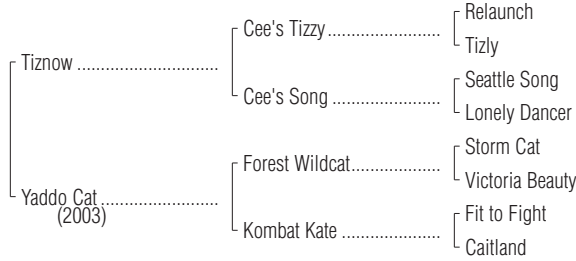 Relaunch
Cee's Tizzy
Tizly
Tiznow
Seattle Song
Cee's Song
Lonely Dancer
Storm Cat
Forest Wildcat
Victoria Beauty
Yaddo Cat
(2003)
Fit to Fight
Kombat Kate
Caitland